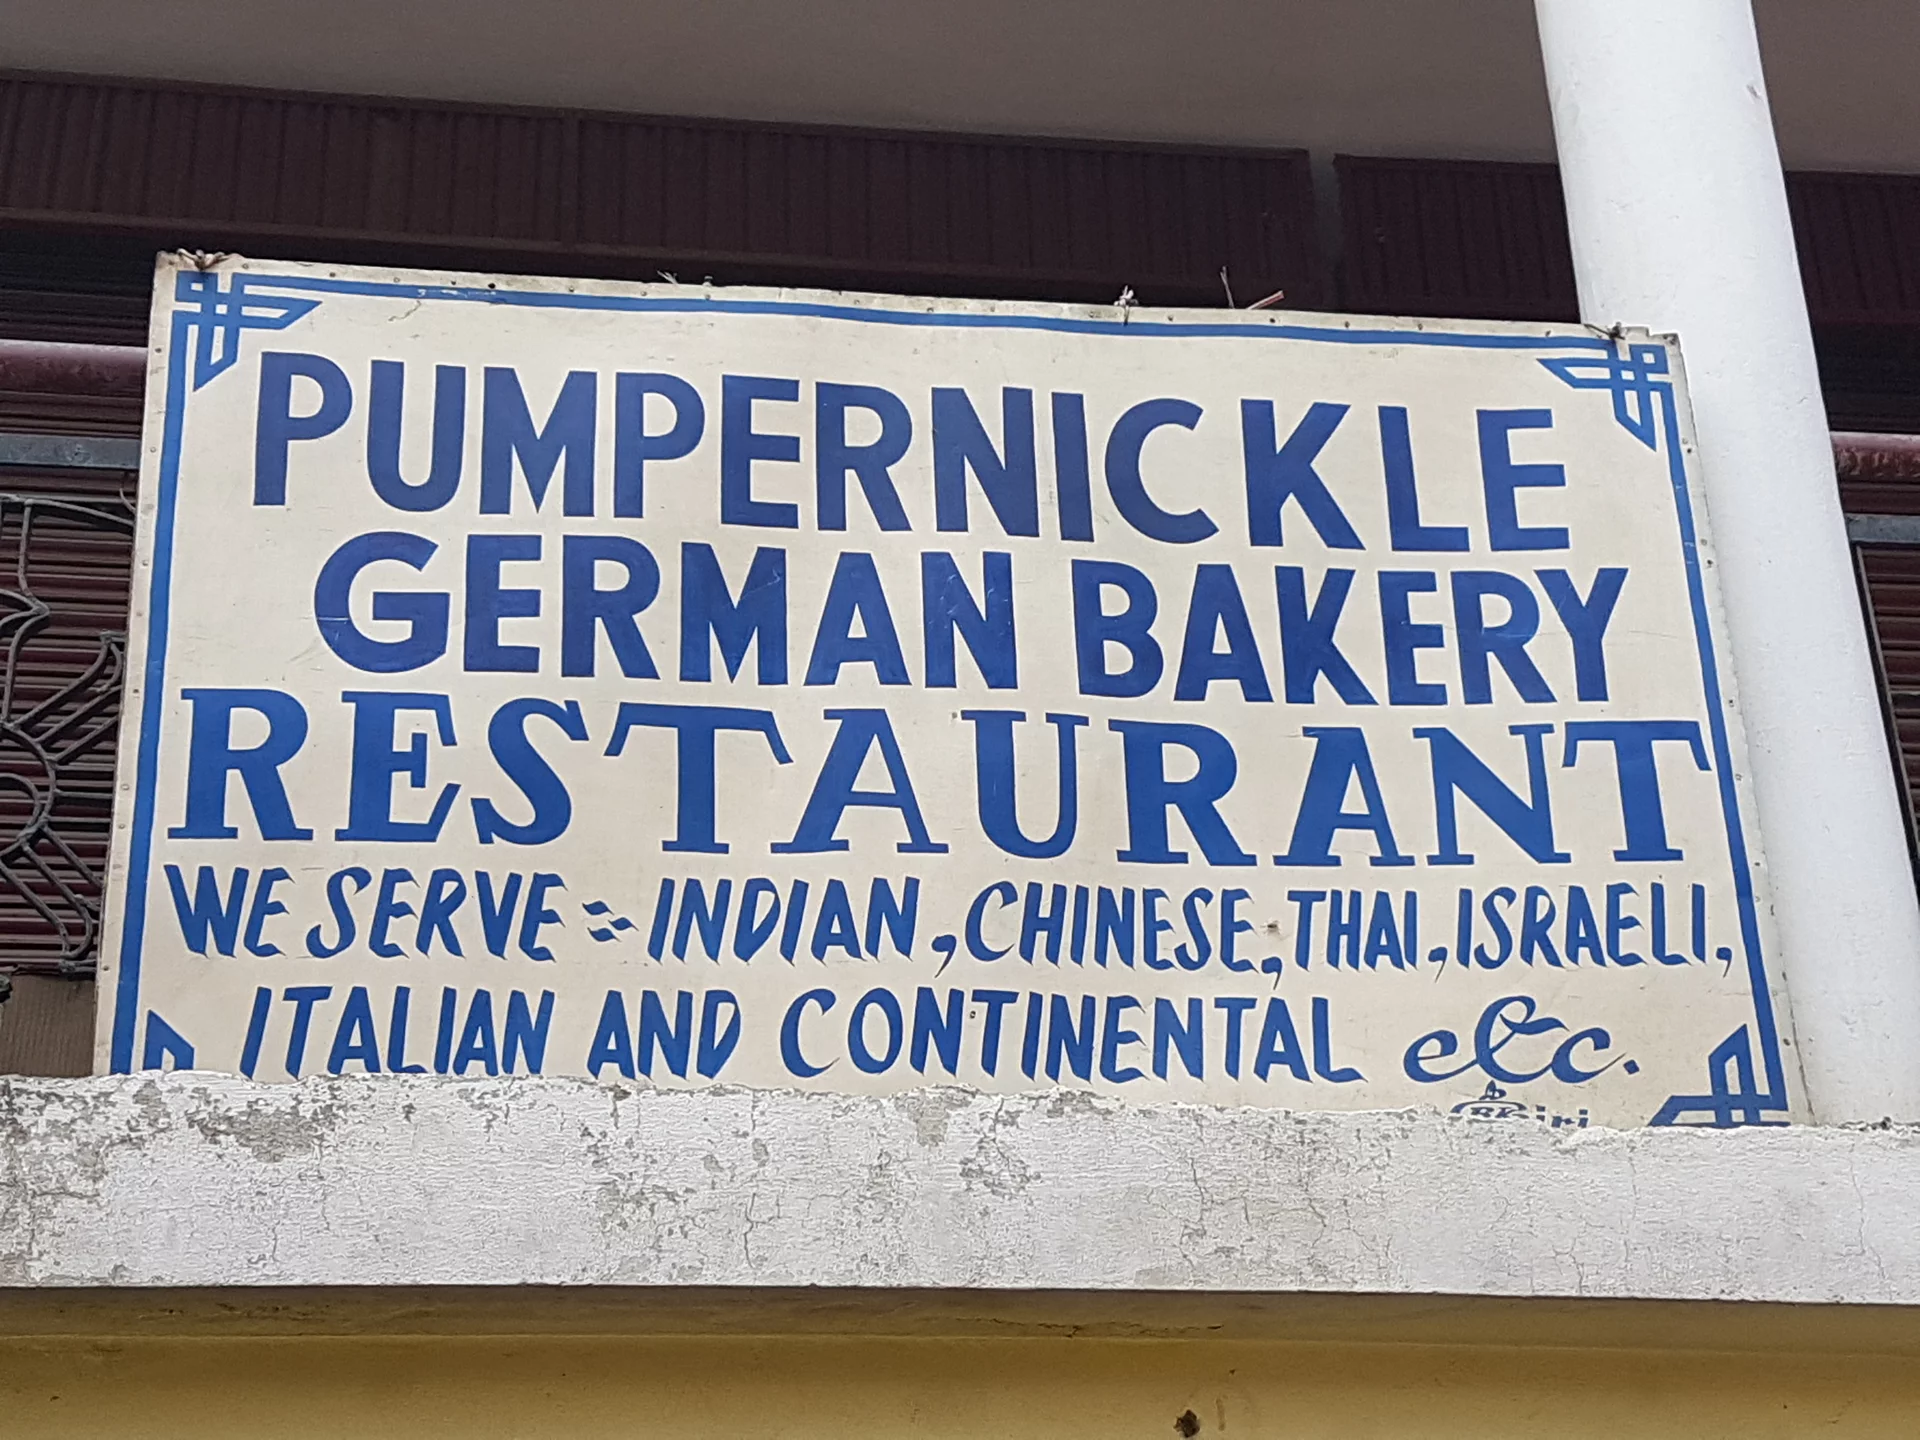 PUMPERNICKLE
GERMAN BAKERY
RESTAURANT
WE SERVE :- INDIAN, CHINESE, THAI, ISRAELI,
ITALIAN AND CONTINENTAL etc.